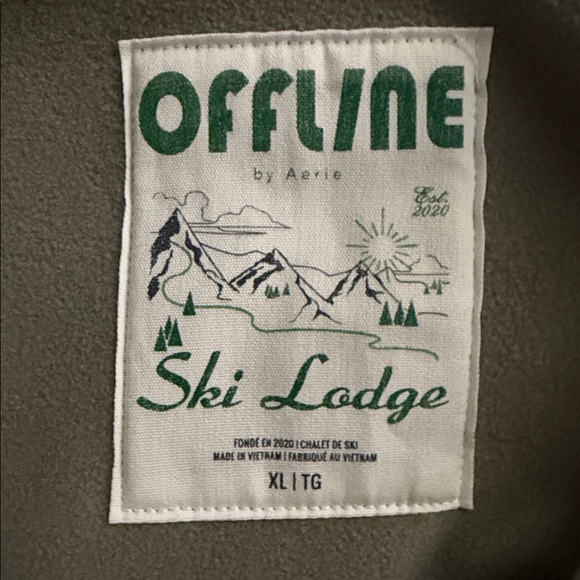 OFFLINE
by Aerie
Est.
2020
Ski Lodge
FONDÉ EN 2020 | CHALET DE SKI
MADE IN VIETNAM | FABRIQUÉ AU VIETNAM
XL | TG